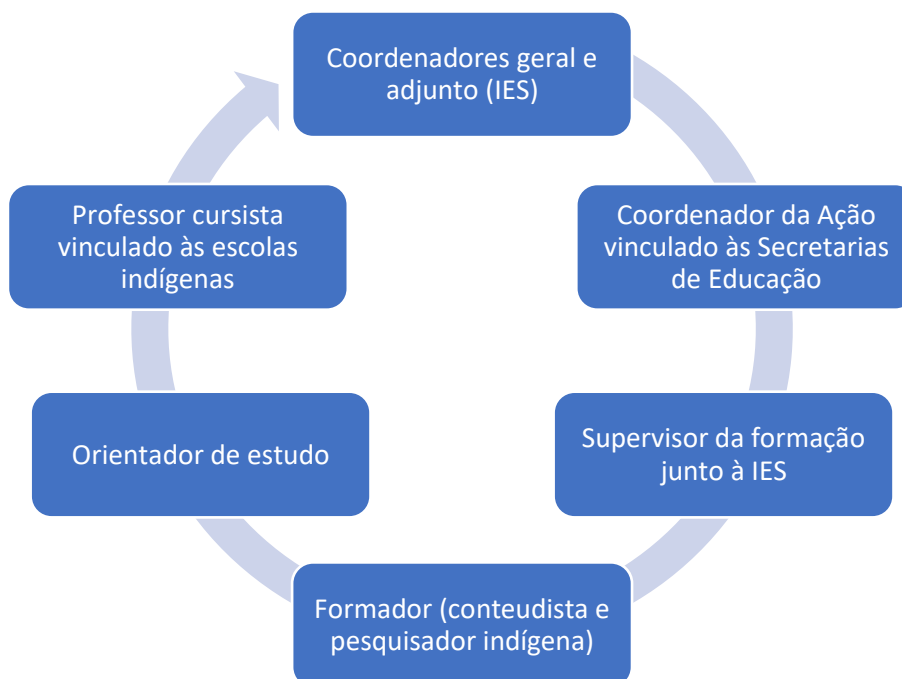 Coordenadores geral e
adjunto (IES)
Coordenador da Ação
vinculado às Secretarias
de Educação
Supervisor da formação
junto à IES
Formador (conteudista e
pesquisador indígena)
Orientador de estudo
Professor cursista
vinculado às escolas
indígenas